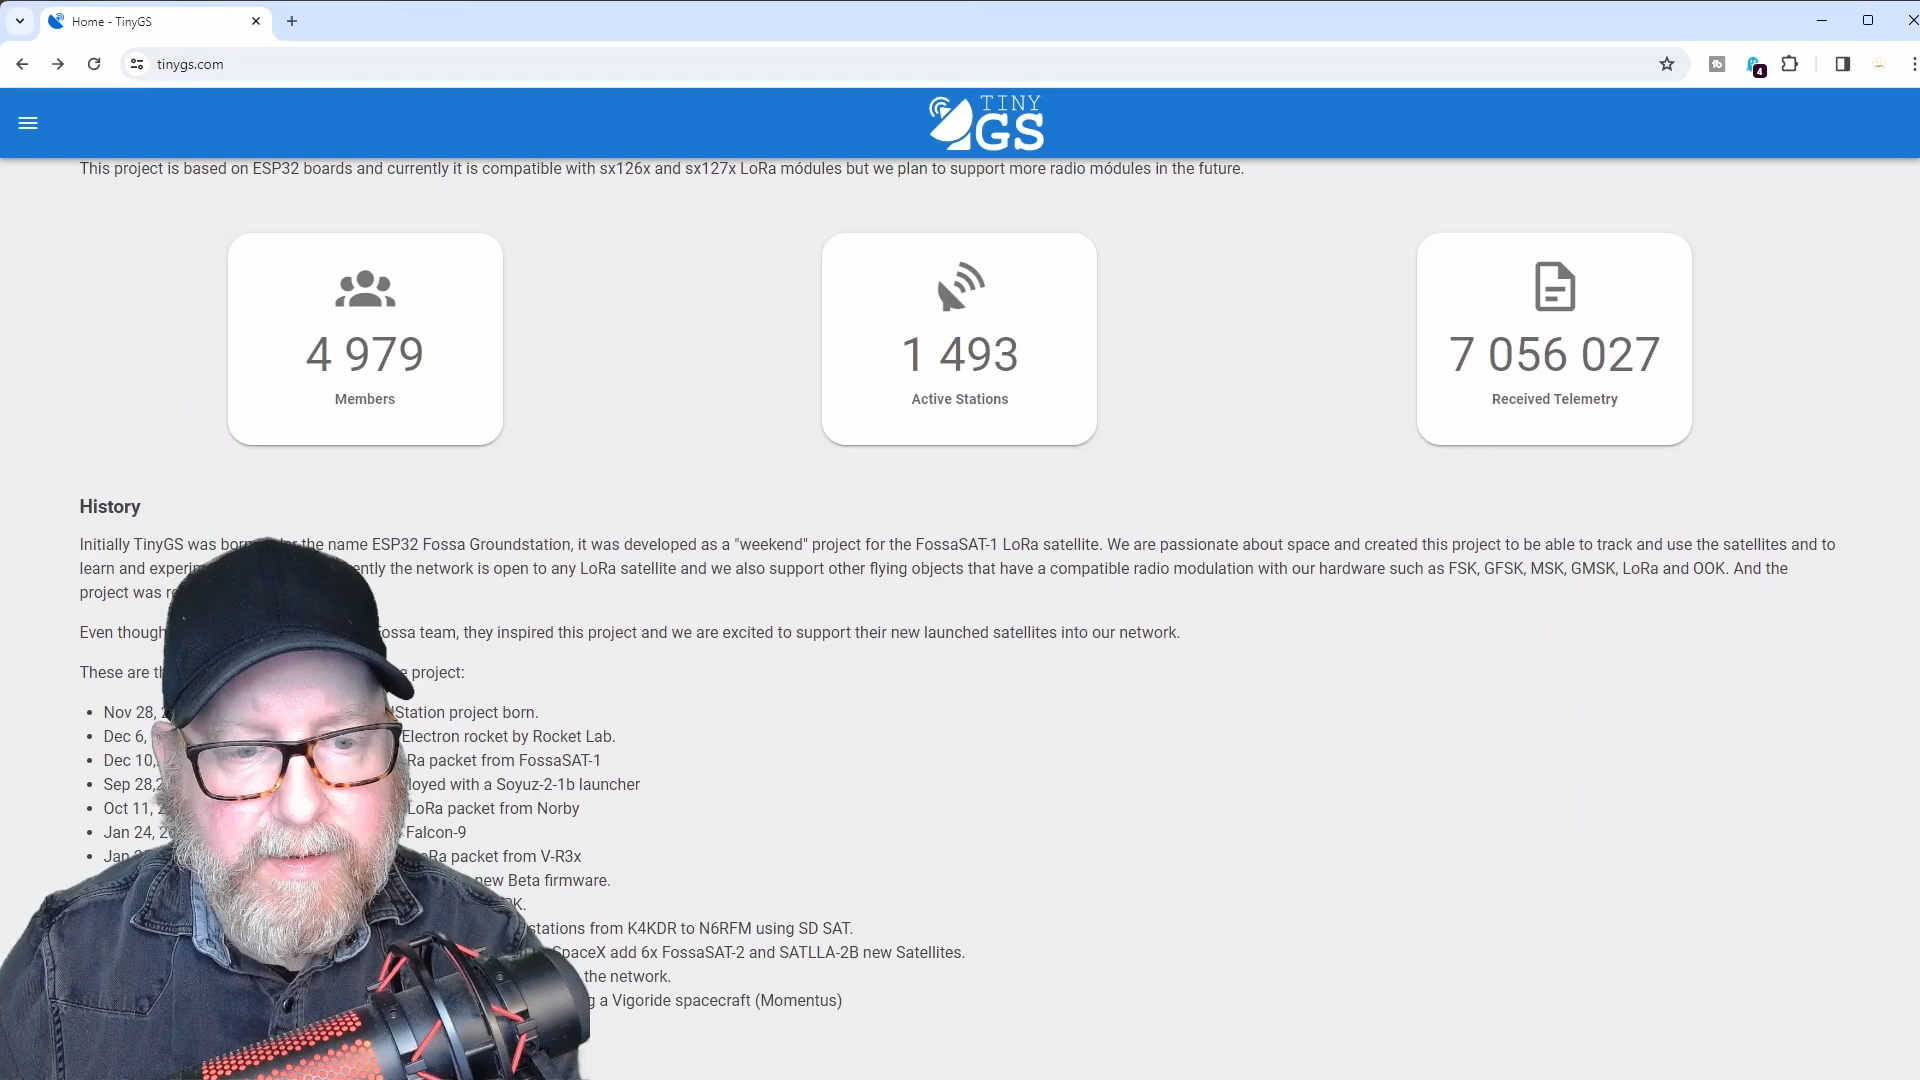 Home - TinyGS
tinygs.com
4
TINY
GS
This project is based on ESP32 boards and currently it is compatible with sx126x and sx127x LoRa módules but we plan to support more radio módules in the future.
4 979
Members
1 493
Active Stations
7 056 027
Received Telemetry
History
Initially TinyGS was born the name ESP32 Fossa Groundstation, it was developed as a "weekend" project for the FossaSAT-1 LoRa satellite. We are passionate about space and created this project to be able to track and use the satellites and to
learn and the network is open to any LoRa satellite and we also support other flying objects that have a compatible radio modulation with our hardware such as FSK, GFSK, MSK, GMSK, LoRa and OOK. And the
project was
Even though Fossa team, they inspired this project and we are excited to support their new launched satellites into our network.
These are project:
Nov 28, Station project born.
Dec 6, Electron rocket by Rocket Lab.
Dec 10, Ra packet from FossaSAT-1
Sep 28, loyed with a Soyuz-2-1b launcher
Oct 11, LoRa packet from Norby
Jan 24, Falcon-9
Jan packet from V-R3x
new Beta firmware.
stations from K4KDR to N6RFM using SD SAT.
SpaceX add 6x FossaSAT-2 and SATLLA-2B new Satellites.
the network.
a Vigoride spacecraft (Momentus)